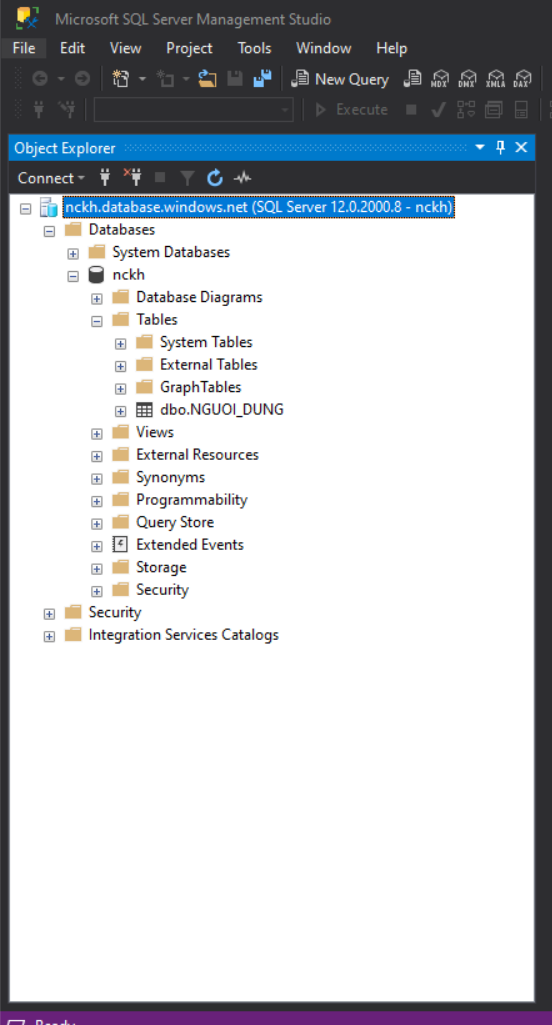 Microsoft SQL Server Management Studio
File Edit View Project Tools Window Help
New Query MDX DMX XMLA DAX
Execute
Object Explorer
Connect
nckh.database.windows.net (SQL Server 12.0.2000.8 - nckh)
Databases
System Databases
nckh
Database Diagrams
Tables
System Tables
External Tables
GraphTables
dbo.NGUOI_DUNG
Views
External Resources
Synonyms
Programmability
Query Store
Extended Events
Storage
Security
Security
Integration Services Catalogs
Ready